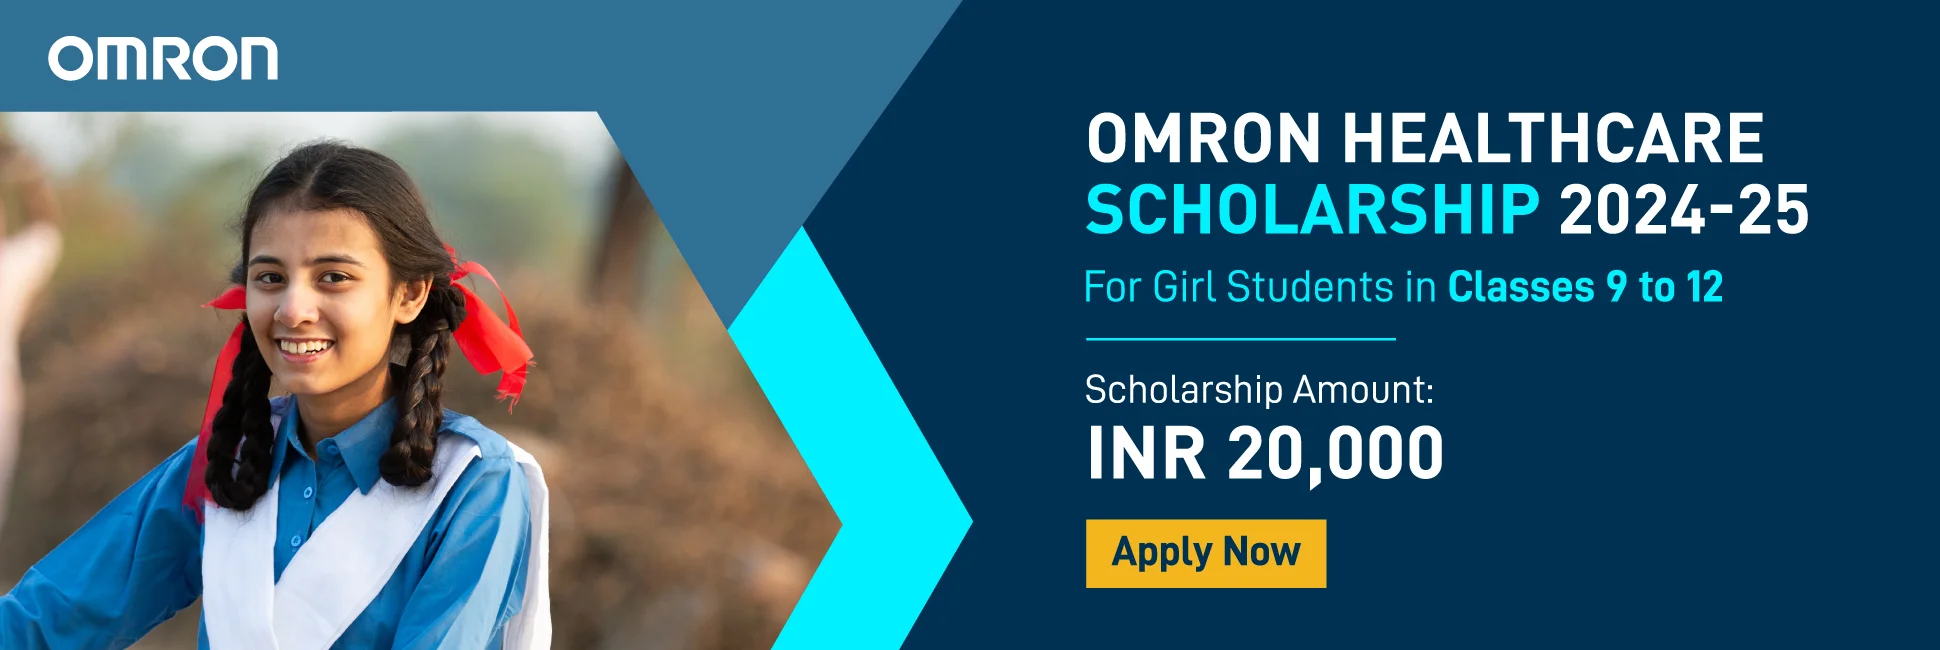 OMRON
OMRON HEALTHCARE
SCHOLARSHIP 2024-25
For Girl Students in Classes 9 to 12
Scholarship Amount:
INR 20,000
Apply Now